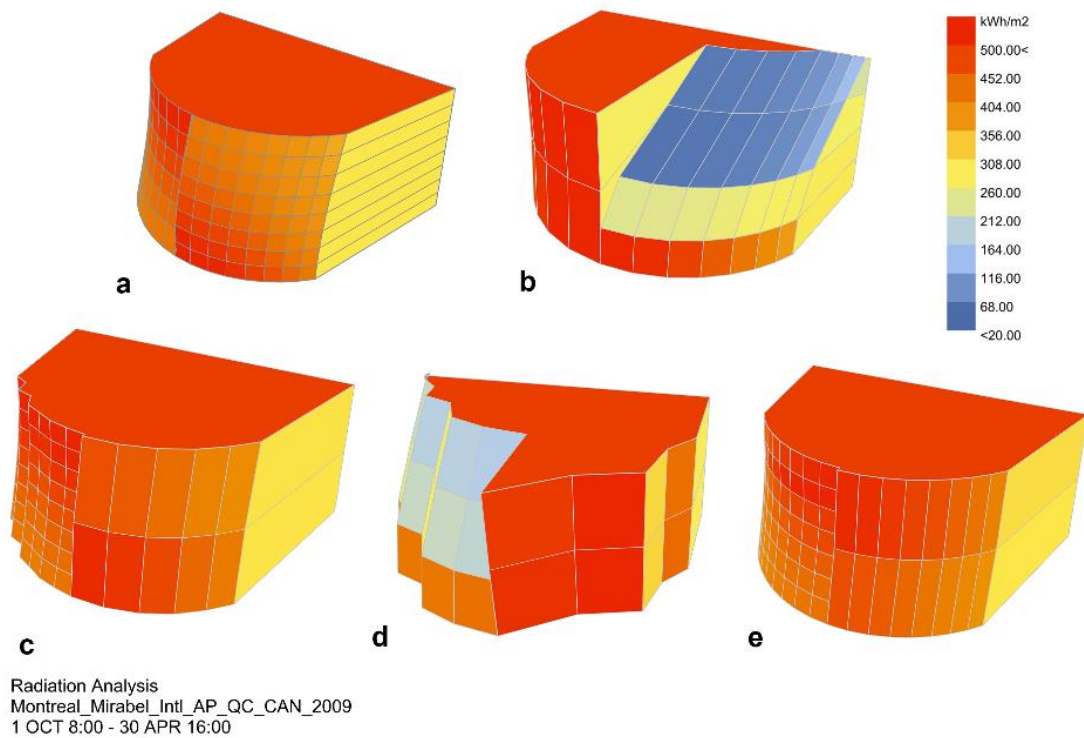 kWh/m2
500.00<
452.00
404.00
356.00
308.00
260.00
212.00
164.00
116.00
68.00
<20.00
a
b
c
d
e
Radiation Analysis
Montreal_Mirabel_Intl_AP_QC_CAN_2009
1 OCT 8:00 - 30 APR 16:00